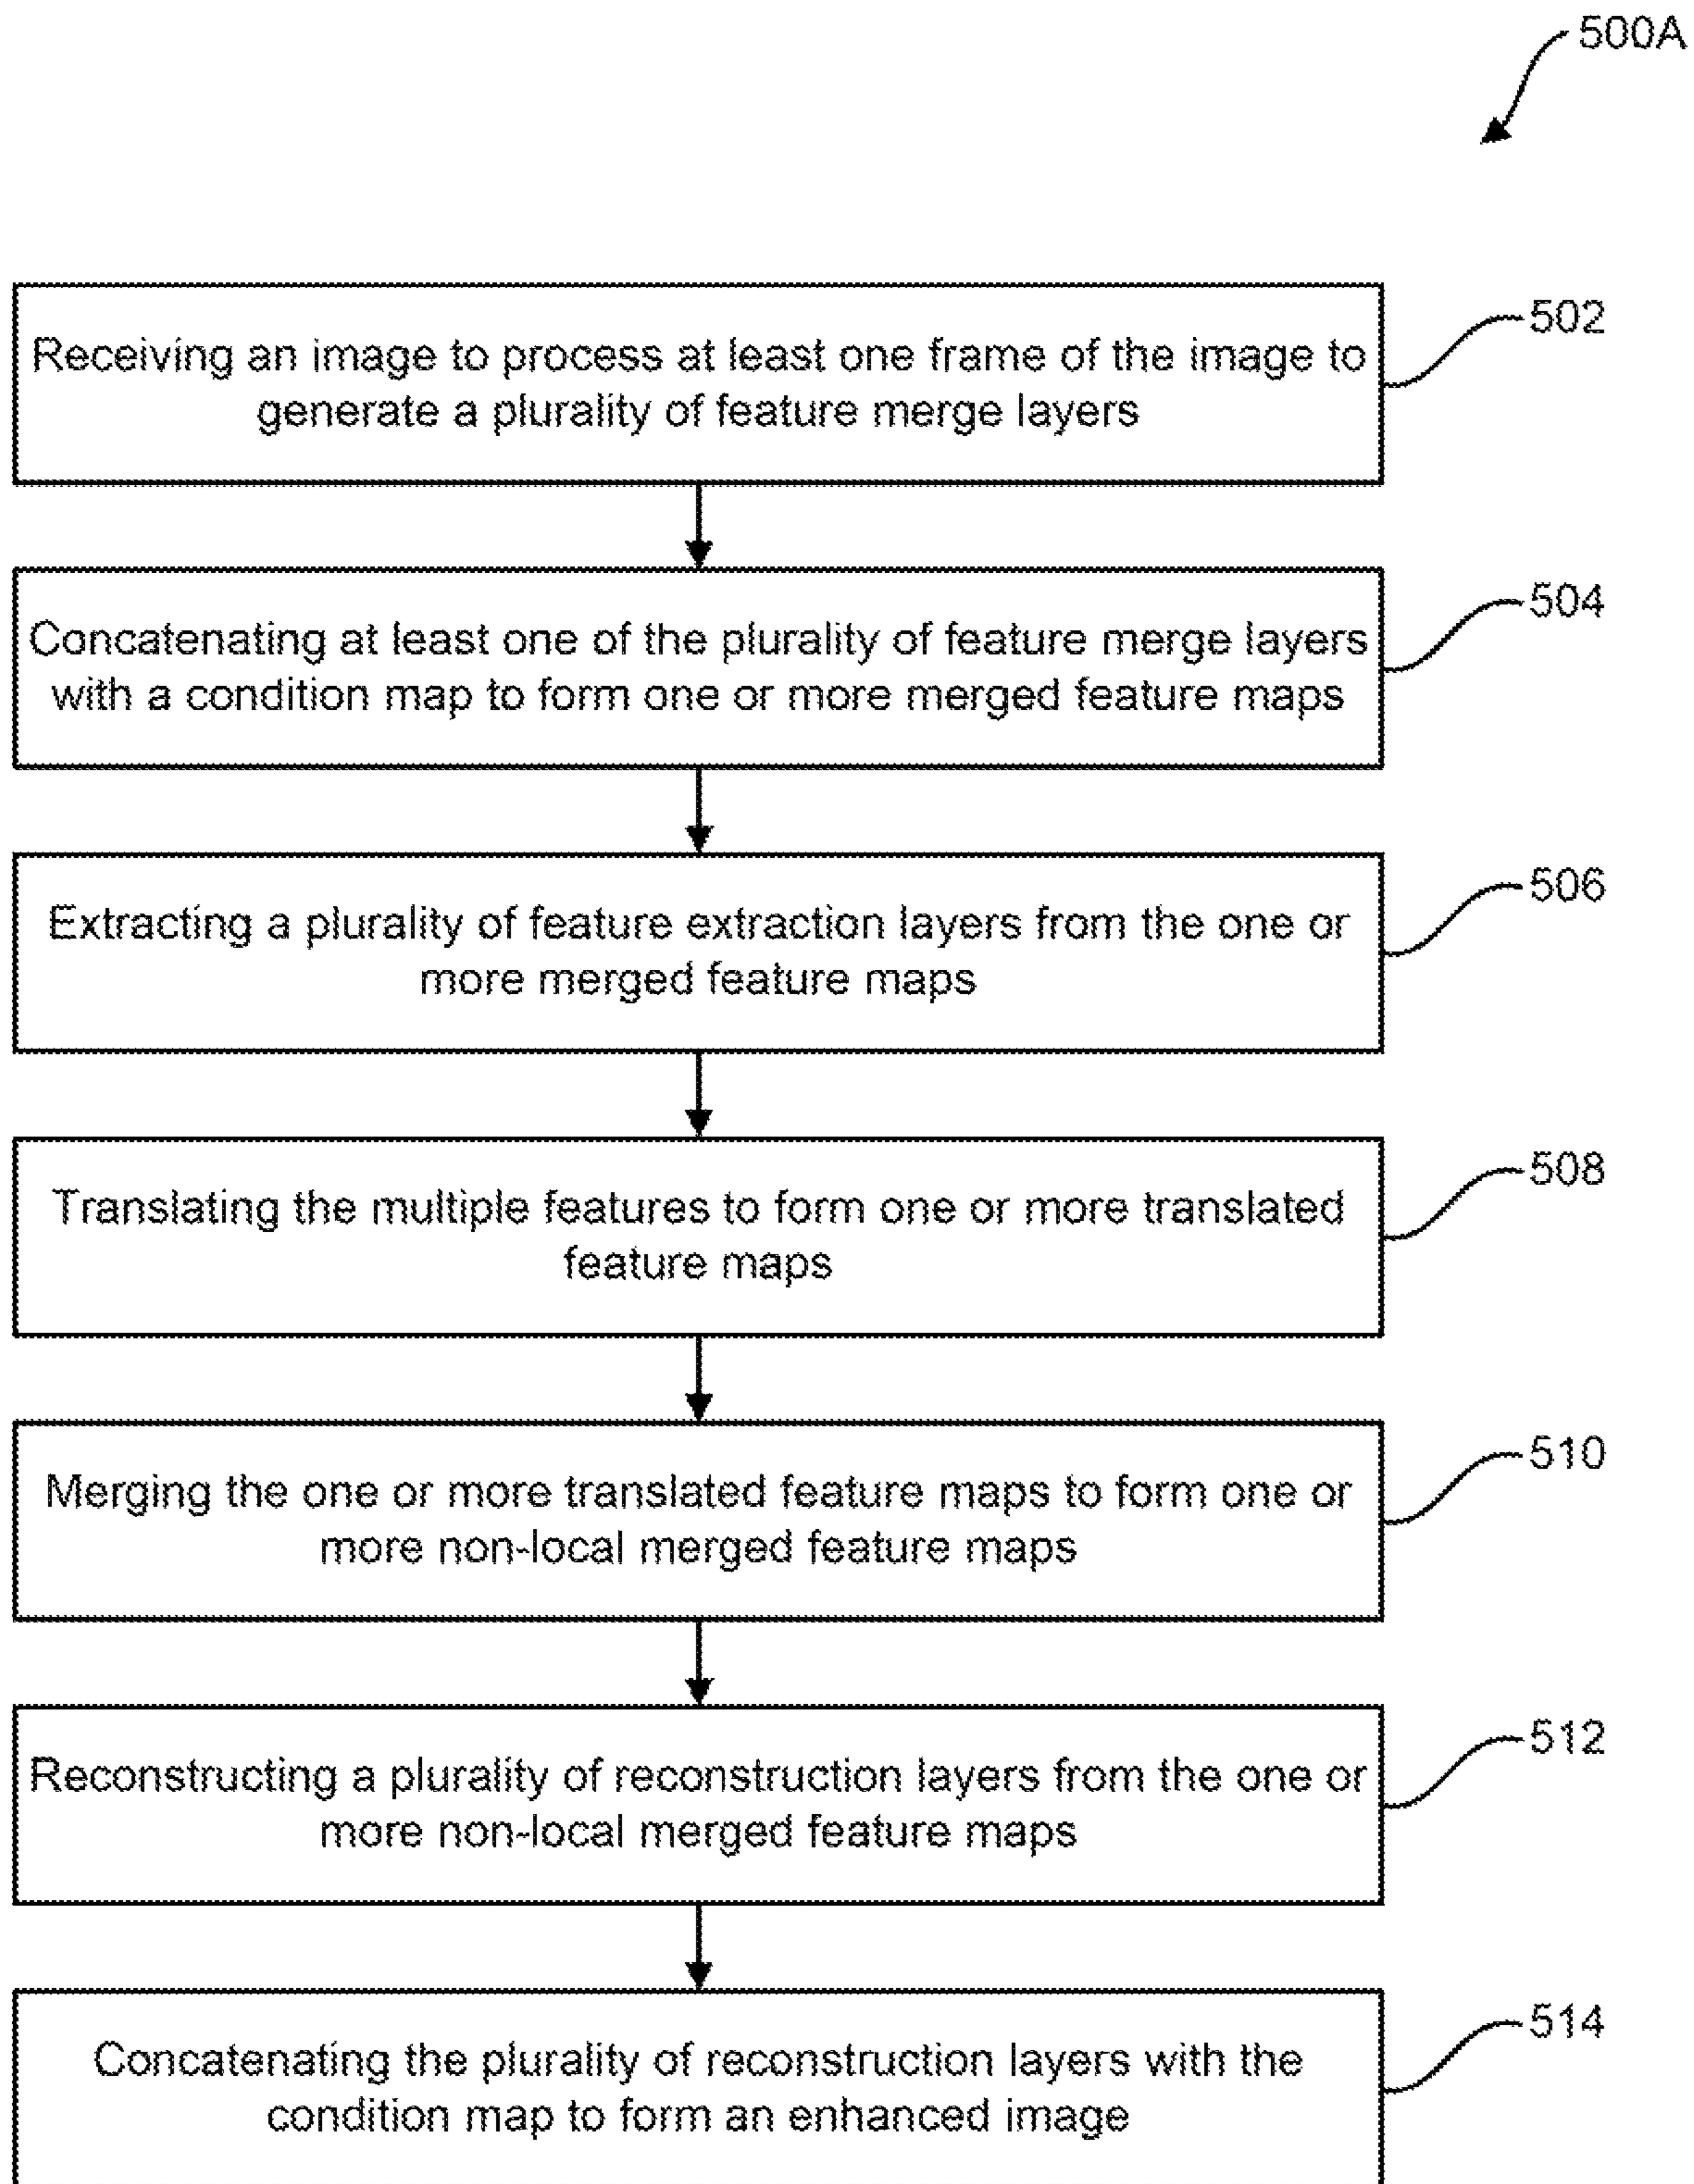 500A
Receiving an image to process at least one frame of the image to
generate a plurality of feature merge layers
502
Concatenating at least one of the plurality of feature merge layers
with a condition map to form one or more merged feature maps
504
Extracting a plurality of feature extraction layers from the one or
more merged feature maps
506
Translating the multiple features to form one or more translated
feature maps
508
Merging the one or more translated feature maps to form one or
more non-local merged feature maps
510
Reconstructing a plurality of reconstruction layers from the one or
more non-local merged feature maps
512
Concatenating the plurality of reconstruction layers with the
condition map to form an enhanced image
514